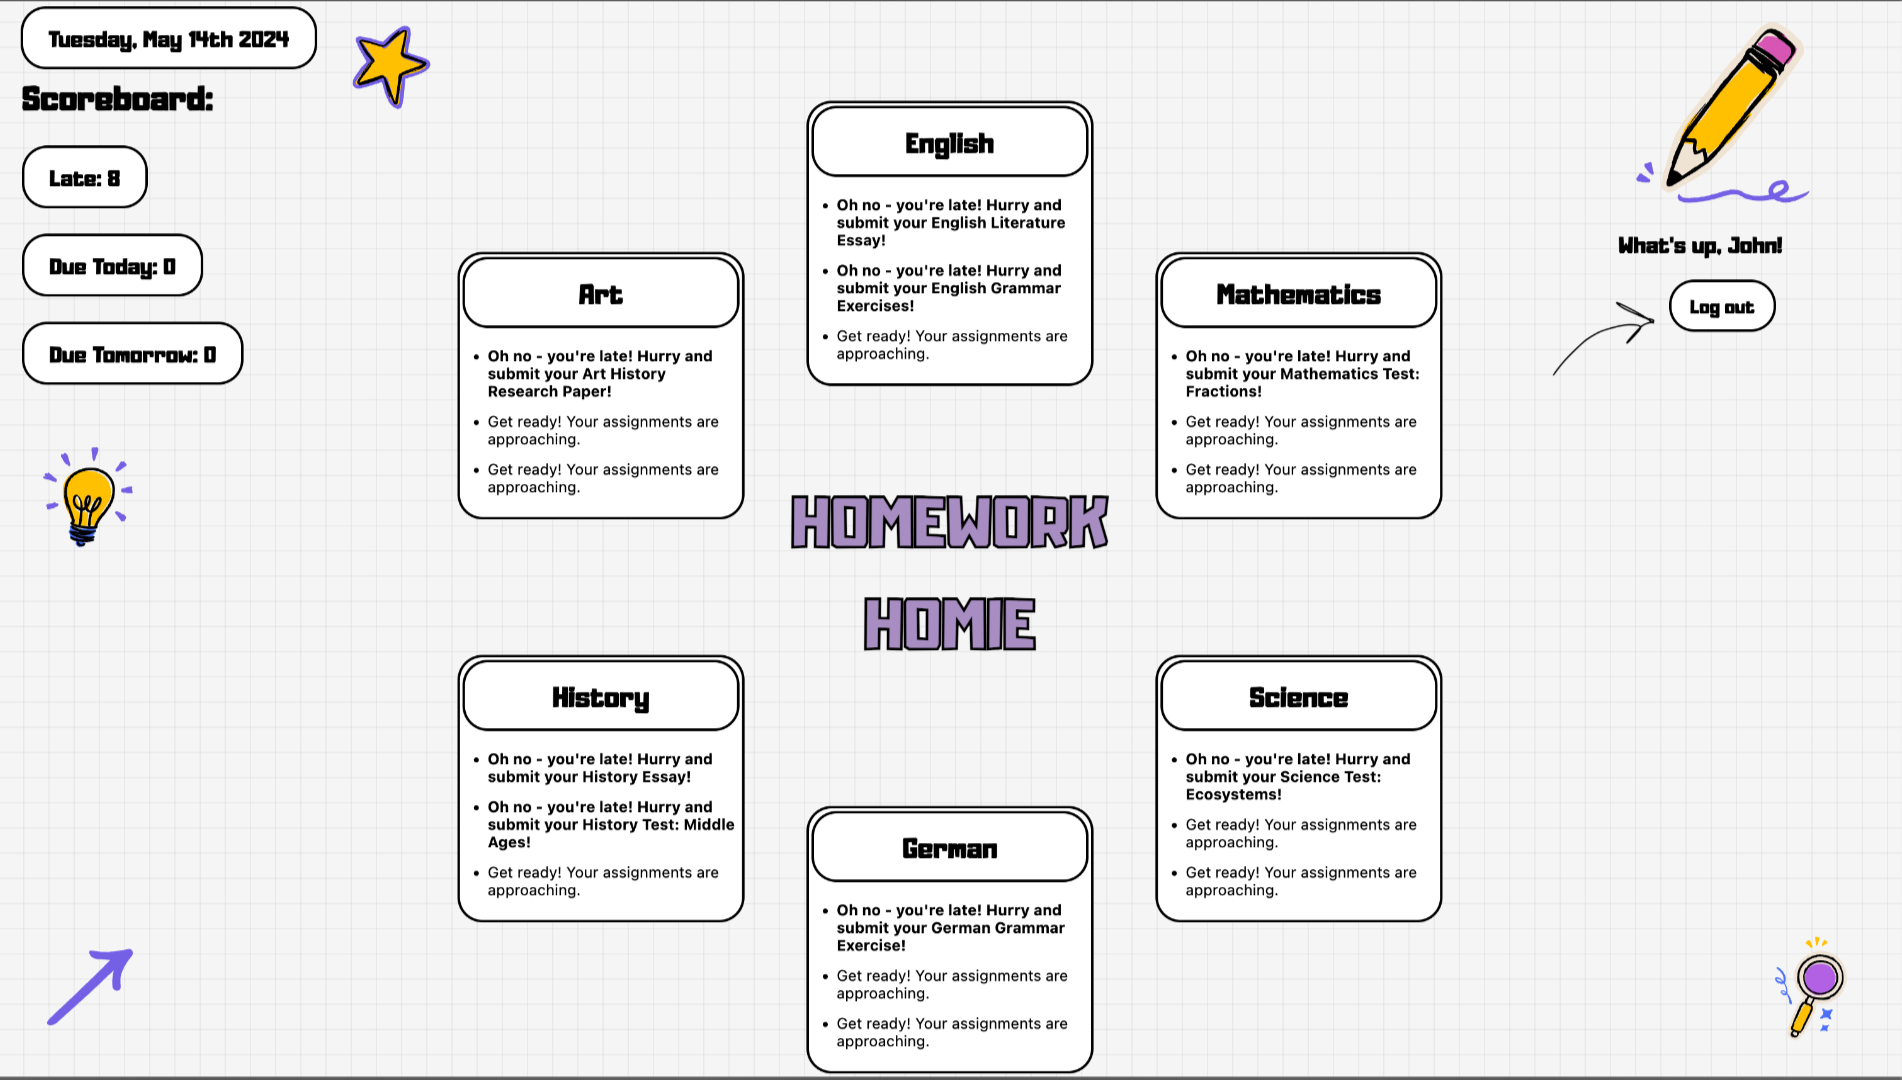 Tuesday, May 14th 2024
Scoreboard:
Late: 8
Due Today: 0
Due Tomorrow: 0
What's up, John!
Log out
English
• Oh no - you're late! Hurry and
submit your English Literature
Essay!
• Oh no - you're late! Hurry and
submit your English Grammar
Exercises!
• Get ready! Your assignments are
approaching.
Art
• Oh no - you're late! Hurry and
submit your Art History
Research Paper!
• Get ready! Your assignments are
approaching.
• Get ready! Your assignments are
approaching.
Mathematics
• Oh no - you're late! Hurry and
submit your Mathematics Test:
Fractions!
• Get ready! Your assignments are
approaching.
• Get ready! Your assignments are
approaching.
HOMEWORK
HOMIE
History
• Oh no - you're late! Hurry and
submit your History Essay!
• Oh no - you're late! Hurry and
submit your History Test: Middle
Ages!
• Get ready! Your assignments are
approaching.
Science
• Oh no - you're late! Hurry and
submit your Science Test:
Ecosystems!
• Get ready! Your assignments are
approaching.
• Get ready! Your assignments are
approaching.
German
• Oh no - you're late! Hurry and
submit your German Grammar
Exercise!
• Get ready! Your assignments are
approaching.
• Get ready! Your assignments are
approaching.